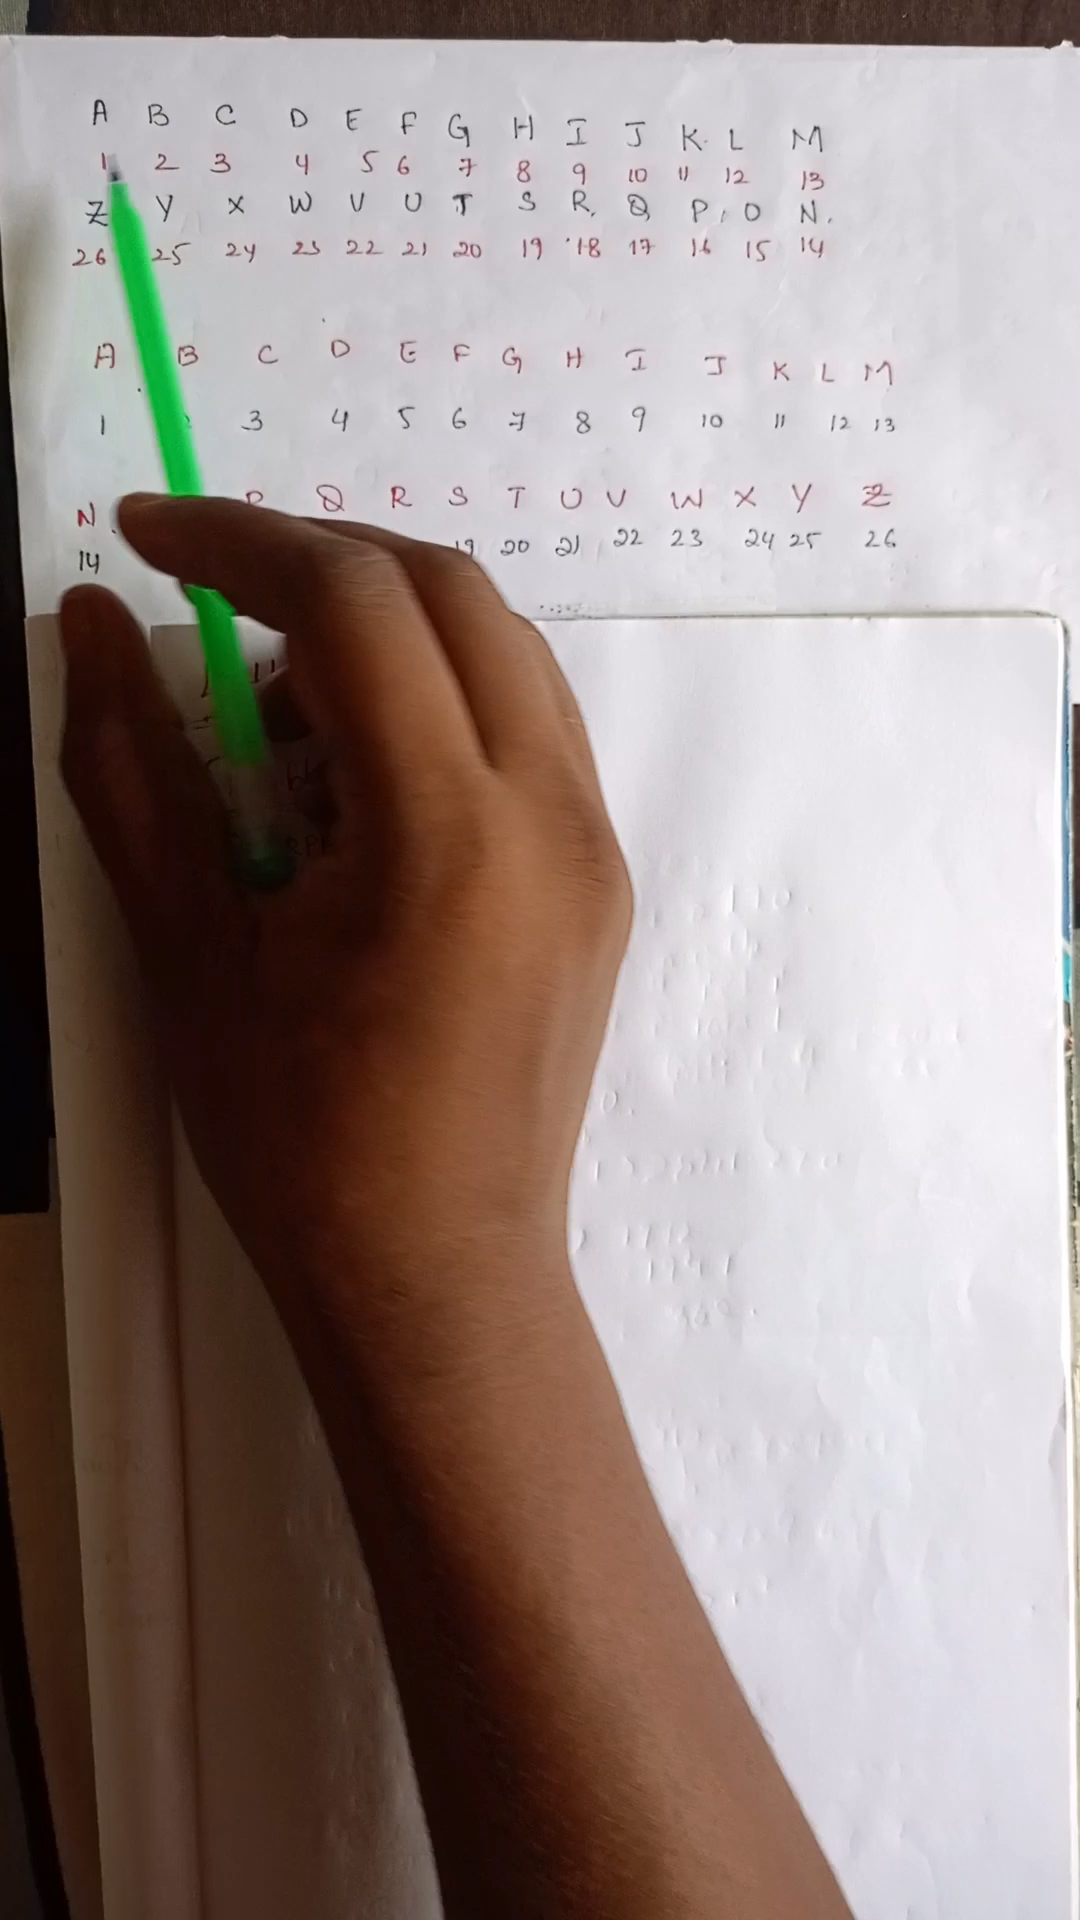 A B C D E F G H I J K L M
1 2 3 4 5 6 7 8 9 10 11 12 13
Z Y X W V U T S R Q P O N
26 25 24 23 22 21 20 19 18 17 16 15 14
A B C D E F G H I J K L M
1 3 4 5 6 7 8 9 10 11 12 13
N Q R S T U V W X Y Z
14 19 20 21 22 23 24 25 26